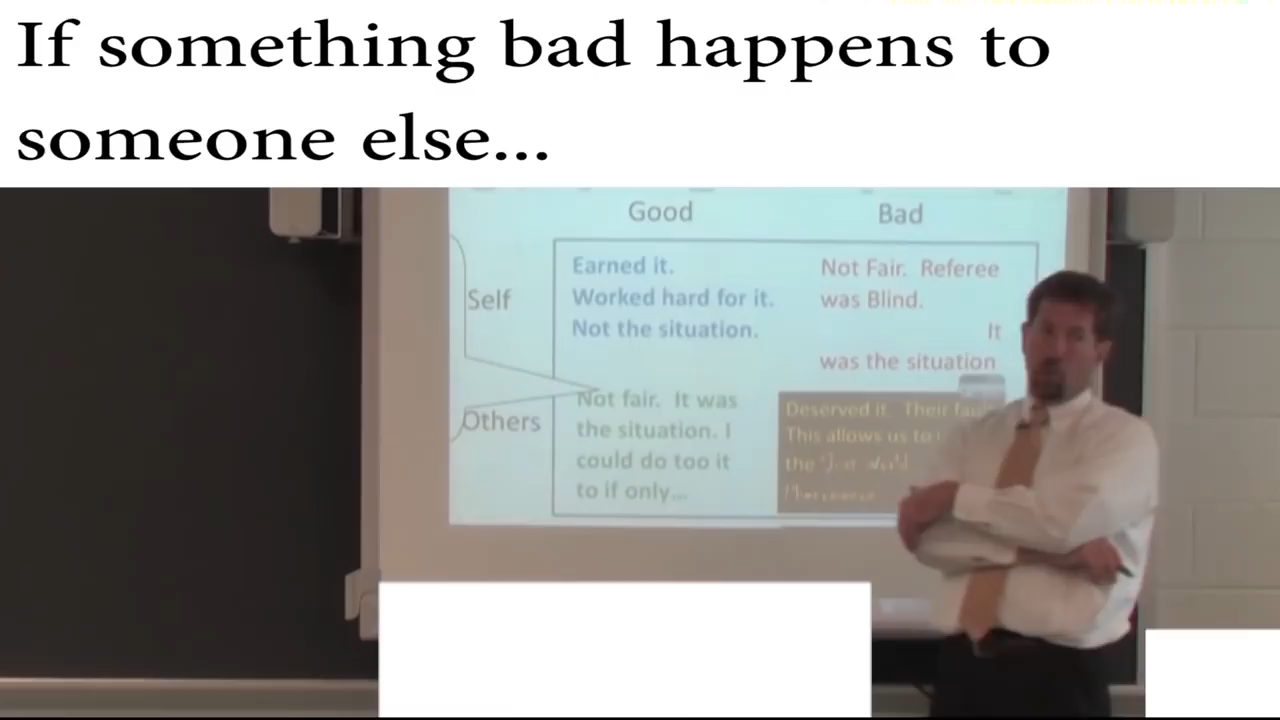 If something bad happens to
someone else...
Good
Bad
Self
Earned it.
Worked hard for it.
Not the situation.
Not Fair. Referee
was Blind.
It
was the situation
Others
Not fair. It was
the situation. I
could do too it
to if only...
Deserved it. Their
This allows us to
the